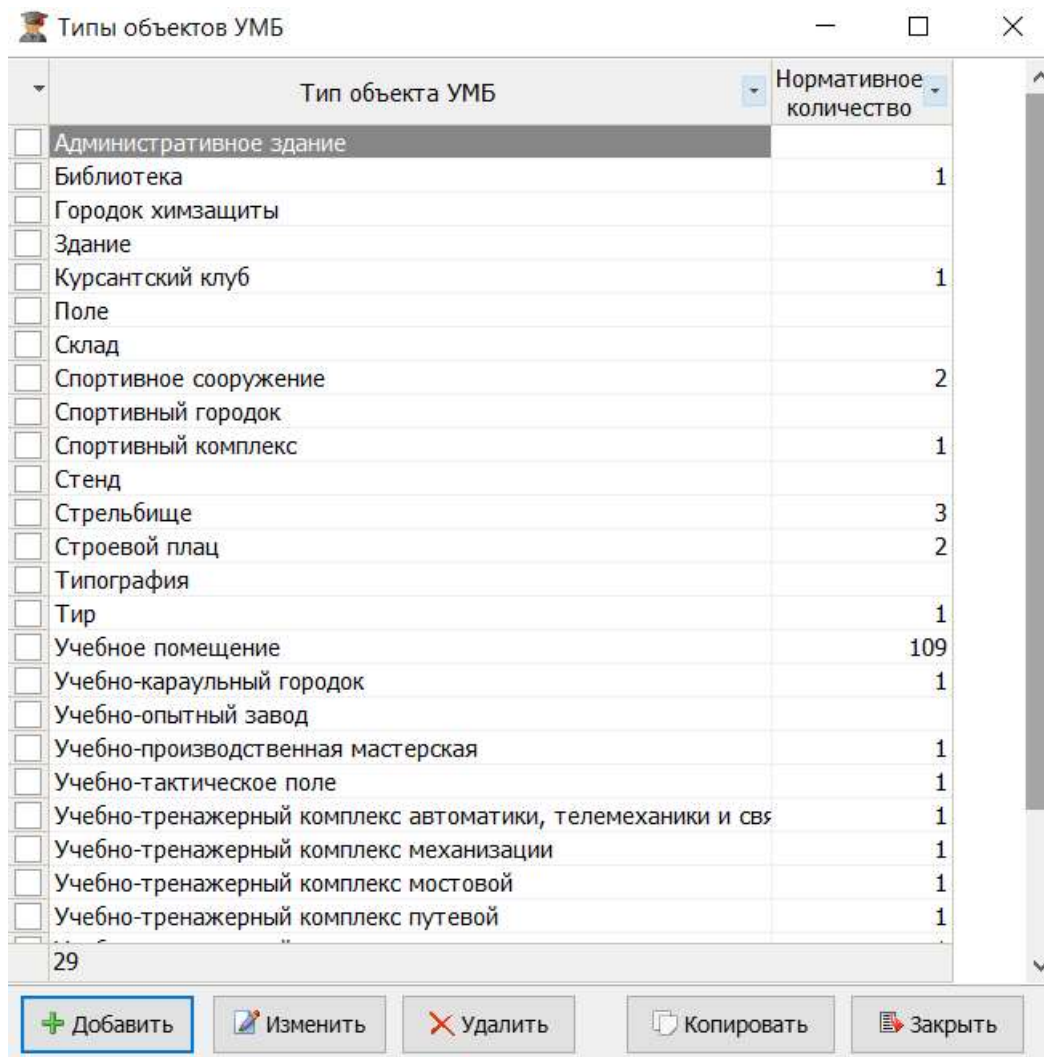 Типы объектов УМБ
Тип объекта УМБ
Нормативное
количество
Административное здание
Библиотека 1
Городок химзащиты
Здание
Курсантский клуб 1
Поле
Склад
Спортивное сооружение 2
Спортивный городок
Спортивный комплекс 1
Стенд
Стрельбище 3
Строевой плац 2
Типография
Тир 1
Учебное помещение 109
Учебно-караульный городок 1
Учебно-опытный завод
Учебно-производственная мастерская 1
Учебно-тактическое поле 1
Учебно-тренажерный комплекс автоматики, телемеханики и свя 1
Учебно-тренажерный комплекс механизации 1
Учебно-тренажерный комплекс мостовой 1
Учебно-тренажерный комплекс путевой 1
29
Добавить Изменить Удалить Копировать Закрыть